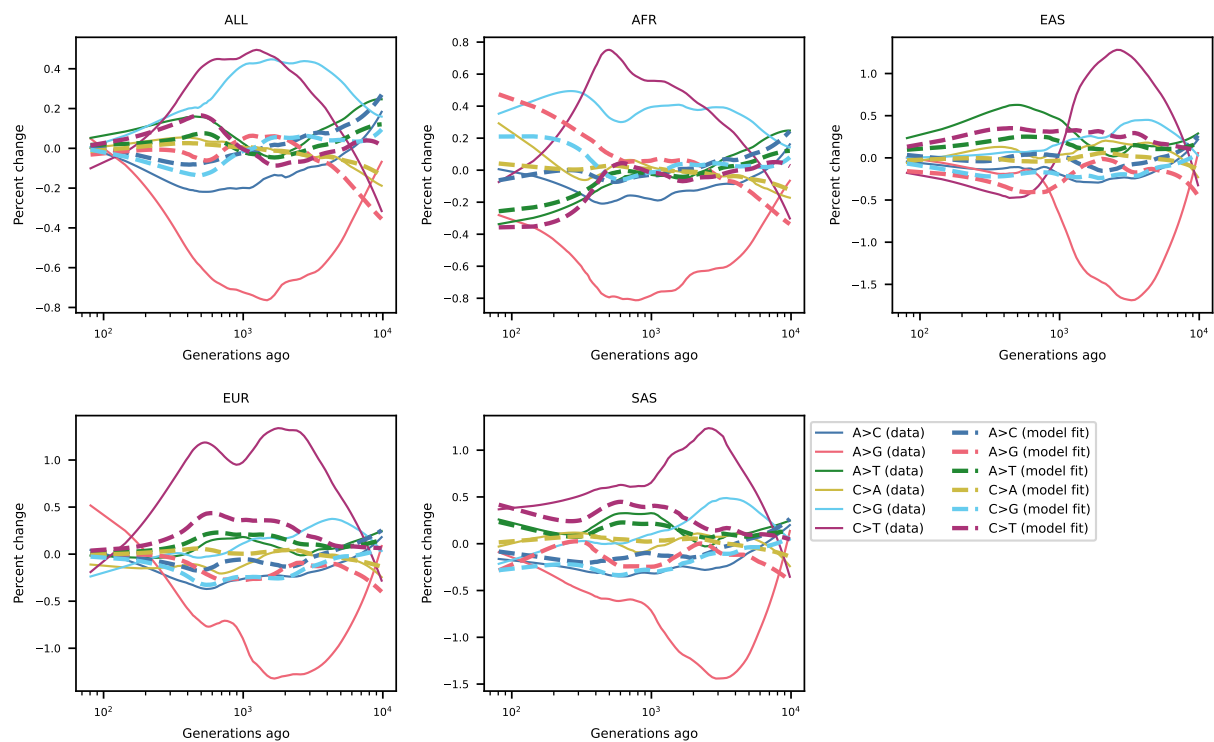 ALL
Percent change
0.4
0.2
0.0
−0.2
−0.4
−0.6
−0.8
10²
10³
10⁴
Generations ago
AFR
Percent change
0.8
0.6
0.4
0.2
0.0
−0.2
−0.4
−0.6
−0.8
10²
10³
10⁴
Generations ago
EAS
Percent change
1.0
0.5
0.0
−0.5
−1.0
−1.5
10²
10³
10⁴
Generations ago
EUR
Percent change
1.0
0.5
0.0
−0.5
−1.0
10²
10³
10⁴
Generations ago
SAS
Percent change
1.0
0.5
0.0
−0.5
−1.0
−1.5
10²
10³
10⁴
Generations ago
A>C (data)
A>G (data)
A>T (data)
C>A (data)
C>G (data)
C>T (data)
A>C (model fit)
A>G (model fit)
A>T (model fit)
C>A (model fit)
C>G (model fit)
C>T (model fit)